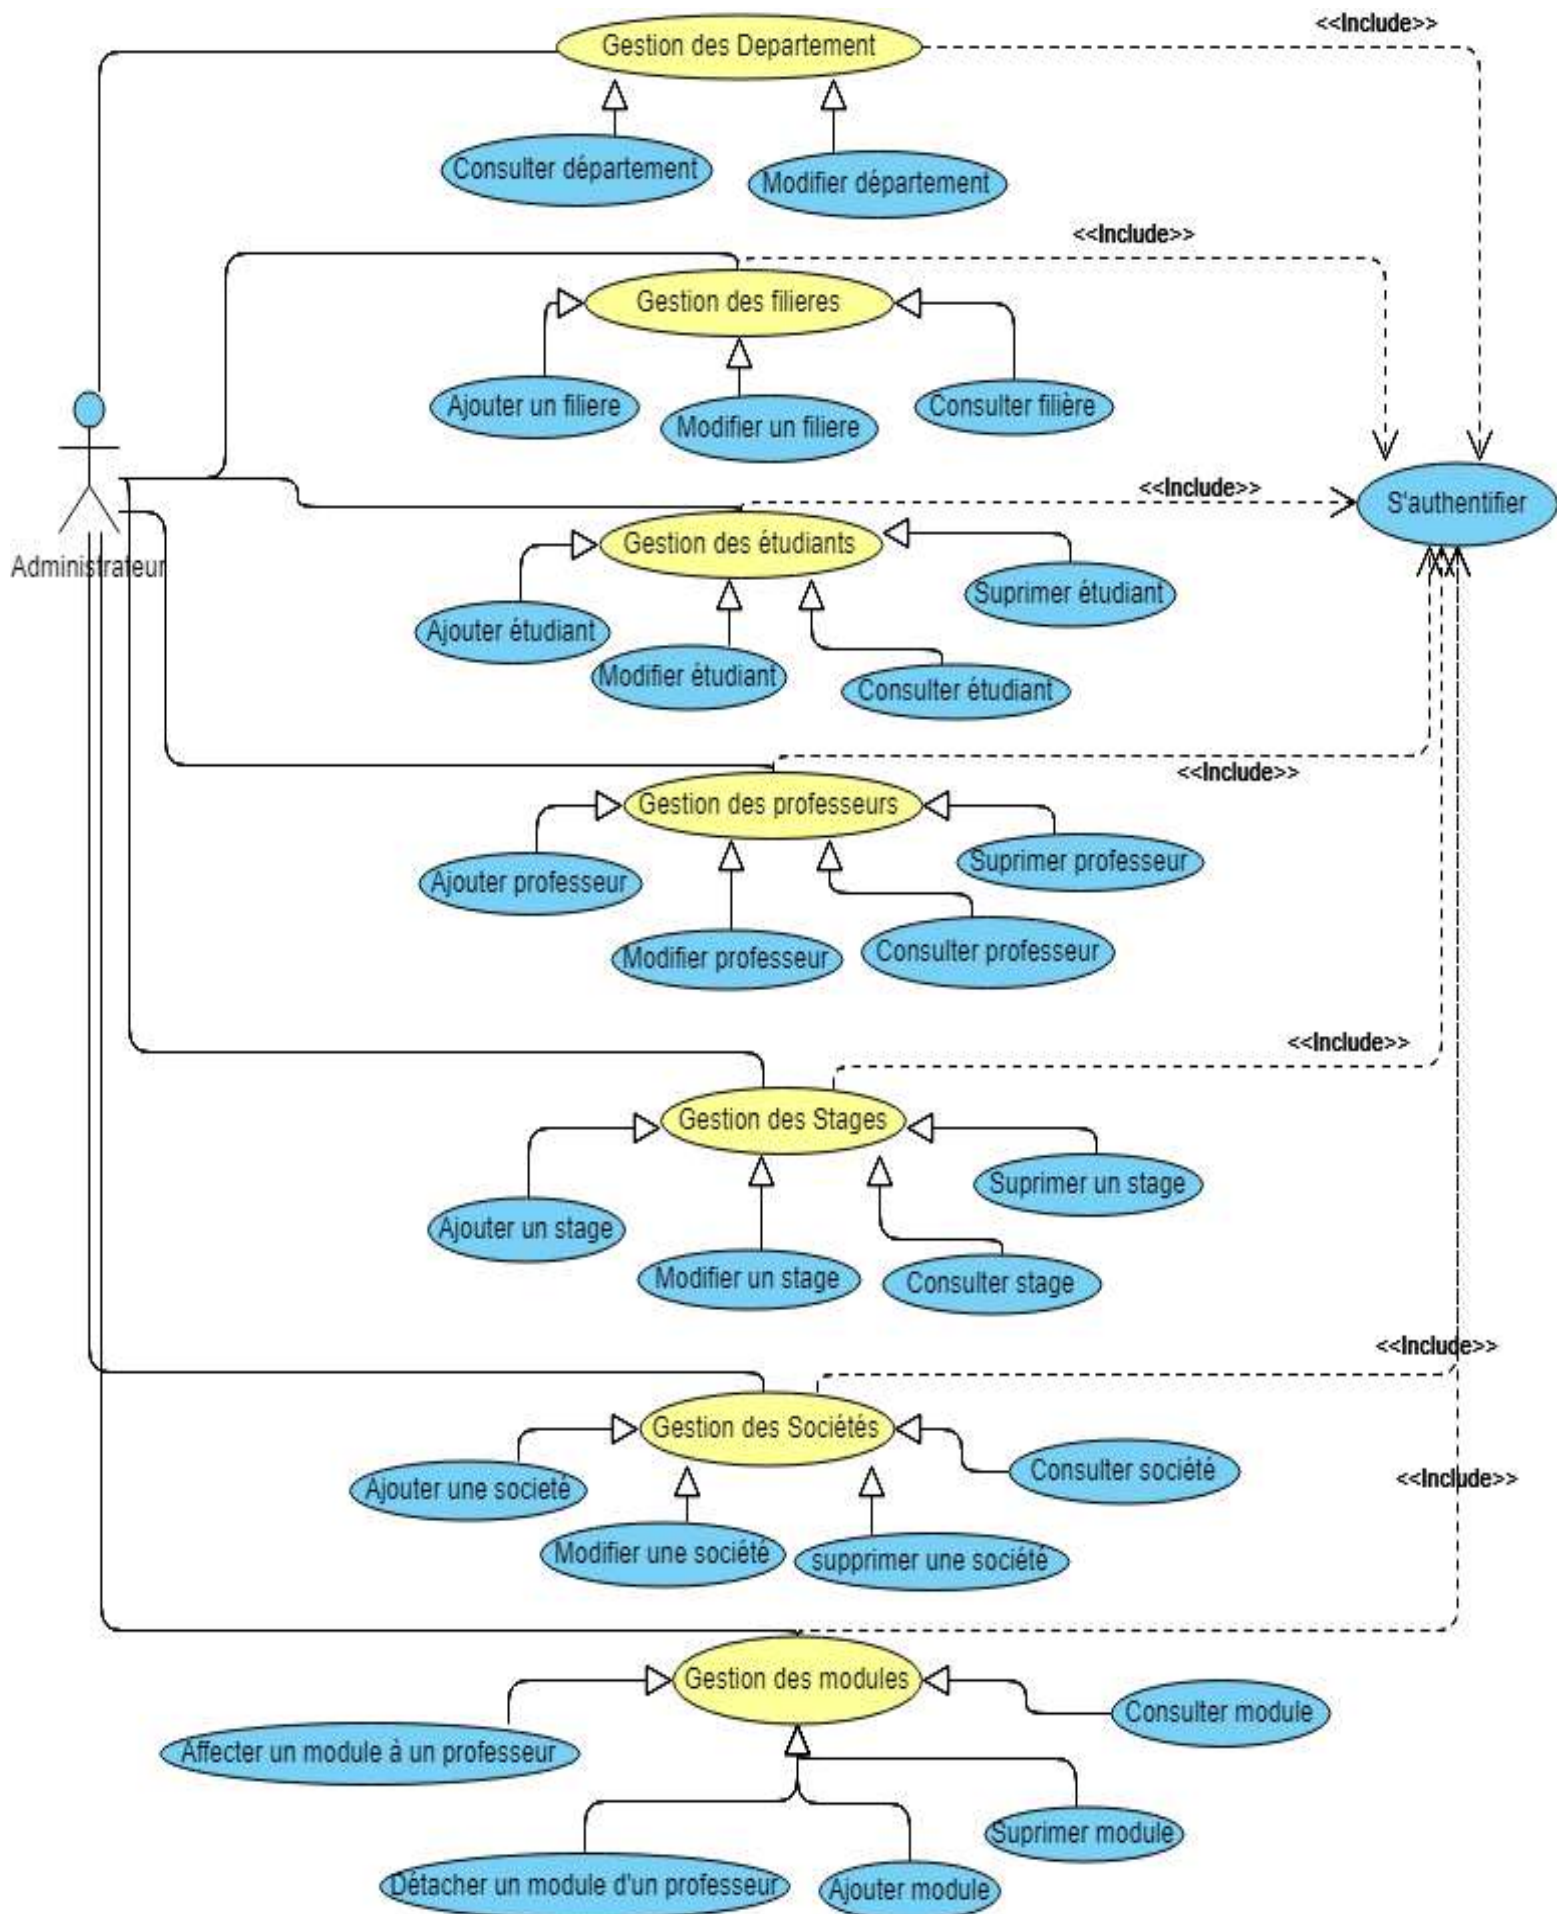 <<Include>>
Gestion des Departement
Consulter département
Modifier département
<<Include>>
Gestion des filieres
Ajouter un filiere
Modifier un filiere
Consulter filière
Administrateur
<<Include>>
S'authentifier
Gestion des étudiants
Suprimer étudiant
Ajouter étudiant
Modifier étudiant
Consulter étudiant
<<Include>>
Gestion des professeurs
Suprimer professeur
Ajouter professeur
Modifier professeur
Consulter professeur
<<Include>>
Gestion des Stages
Suprimer un stage
Ajouter un stage
Modifier un stage
Consulter stage
<<Include>>
Gestion des Sociétés
Consulter société
<<Include>>
Ajouter une societé
Modifier une société
supprimer une société
Gestion des modules
Consulter module
Affecter un module à un professeur
Suprimer module
Détacher un module d'un professeur
Ajouter module